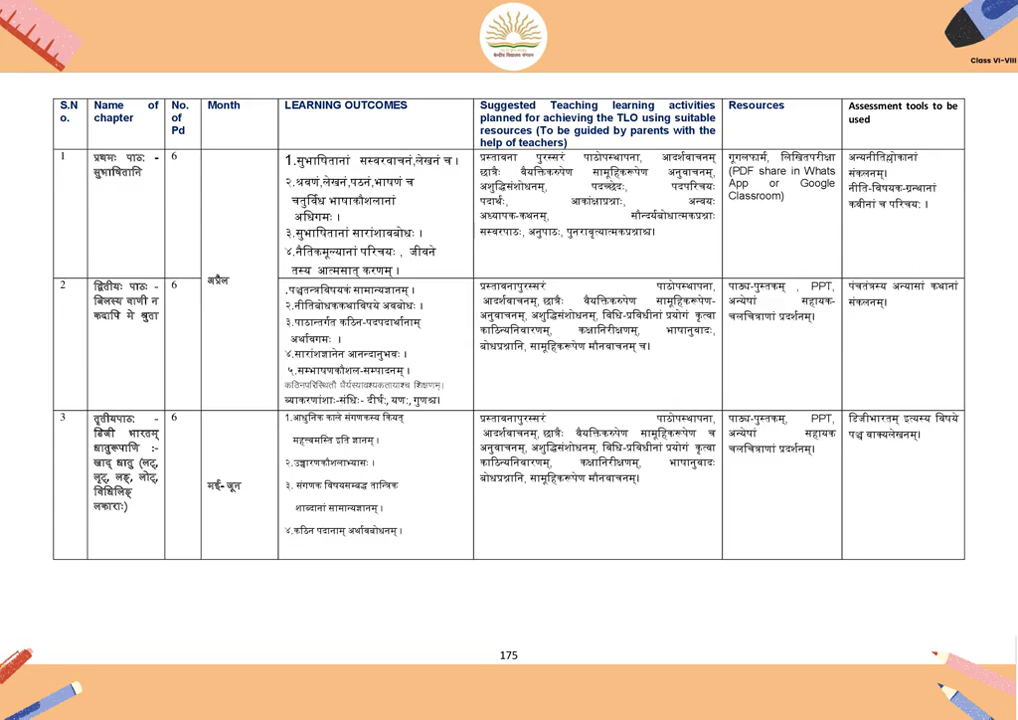 केन्द्रीय विद्यालय संगठन
Class VI-VIII
S.N
o.
Name of
chapter
No.
of
Pd
Month
LEARNING OUTCOMES
Suggested Teaching learning activities
planned for achieving the TLO using suitable
resources (To be guided by parents with the
help of teachers)
Resources
Assessment tools to be
used
1
प्रथमः पाठः -
सुभाषितानि
6
अप्रैल
1.सुभाषितानां सस्वरवाचनं,लेखनं च ।
२.श्रवणं,लेखनं,पठनं,भाषणं च
चतुर्विध भाषाकौशलानां
अधिगमः ।
३.सुभाषितानां सारांशावबोधः ।
४.नैतिकमूल्यानां परिचयः , जीवने
तस्य आत्मसात् करणम् ।
प्रस्तावना पुरस्सरं पाठोपस्थापना, आदर्शवाचनम्
छात्रैः वैयक्तिकरुपेण सामूहिकरूपेण अनुवाचनम्,
अशुद्धिसंशोधनम्, पदच्छेदः, पदपरिचयः
पदार्थः, आकांक्षाप्रश्नाः, अन्वयः
अध्यापक-कथनम्, सौन्दर्यबोधात्मकप्रश्नाः
सस्वरपाठः, अनुपाठः, पुनरावृत्यात्मकप्रश्नाश्च।
गूगलफार्म, लिखितपरीक्षा
(PDF share in Whats
App or Google
Classroom)
अन्यनीतिश्लोकानां
संकलनम्।
नीति-विषयक-ग्रन्थानां
कवीनां च परिचयः ।
2
द्वितीयः पाठः -
बिलस्य वाणी न
कदापि मे श्रुता
6
.पञ्चतन्त्रविषयकं सामान्यज्ञानम् ।
२.नीतिबोधककथाविषये अवबोधः ।
३.पाठान्तर्गत कठिन-पदपदार्थानाम्
अर्थावगमः ।
४.सारांशज्ञानेन आनन्दानुभवः ।
५.सम्भाषणकौशल-सम्पादनम् ।
कठिनपरिस्थितौ धैर्यस्यावश्यकतायाश्च शिक्षणम्।
व्याकरणांशाः-संधिः- दीर्घः, यणः, गुणश्च।
प्रस्तावनापुरस्सरं पाठोपस्थापना,
आदर्शवाचनम्, छात्रैः वैयक्तिकरुपेण सामूहिकरूपेण-
अनुवाचनम्, अशुद्धिसंशोधनम्, विधि-प्रविधीनां प्रयोगं कृत्वा
काठिन्यनिवारणम्, कक्षानिरीक्षणम्, भाषानुवादः,
बोधप्रश्नानि, सामूहिकरूपेण मौनवाचनम् च।
पाठ्य-पुस्तकम् , PPT,
अन्येषां सहायक-
चलचित्राणां प्रदर्शनम्।
पंचतंत्रस्य अन्यासां कथानां
संकलनम्।
3
तृतीयपाठः -
डिजी भारतम्
धातुरूपाणि :-
खाद् धातु (लट्,
लृट्, लङ्, लोट्,
विधिलिङ्
लकाराः)
6
मई- जून
1.आधुनिक काले संगणकस्य कियत्
महत्त्वमस्ति इति ज्ञानम् ।
२.उच्चारणकौशलाभ्यासः ।
३. संगणक विषयसम्बद्ध तान्त्रिक
शाब्दानां सामान्यज्ञानम् ।
४.कठिन पदानाम् अर्थावबोधनम् ।
प्रस्तावनापुरस्सरं पाठोपस्थापना,
आदर्शवाचनम्, छात्रैः वैयक्तिकरुपेण सामूहिकरूपेण च
अनुवाचनम्, अशुद्धिसंशोधनम्, विधि-प्रविधीनां प्रयोगं कृत्वा
काठिन्यनिवारणम्, कक्षानिरीक्षणम्, भाषानुवादः
बोधप्रश्नानि, सामूहिकरूपेण मौनवाचनम्।
पाठ्य-पुस्तकम्, PPT,
अन्येषां सहायक
चलचित्राणां प्रदर्शनम्।
डिजीभारतम् इत्यस्य विषये
पञ्च वाक्यलेखनम्।
175